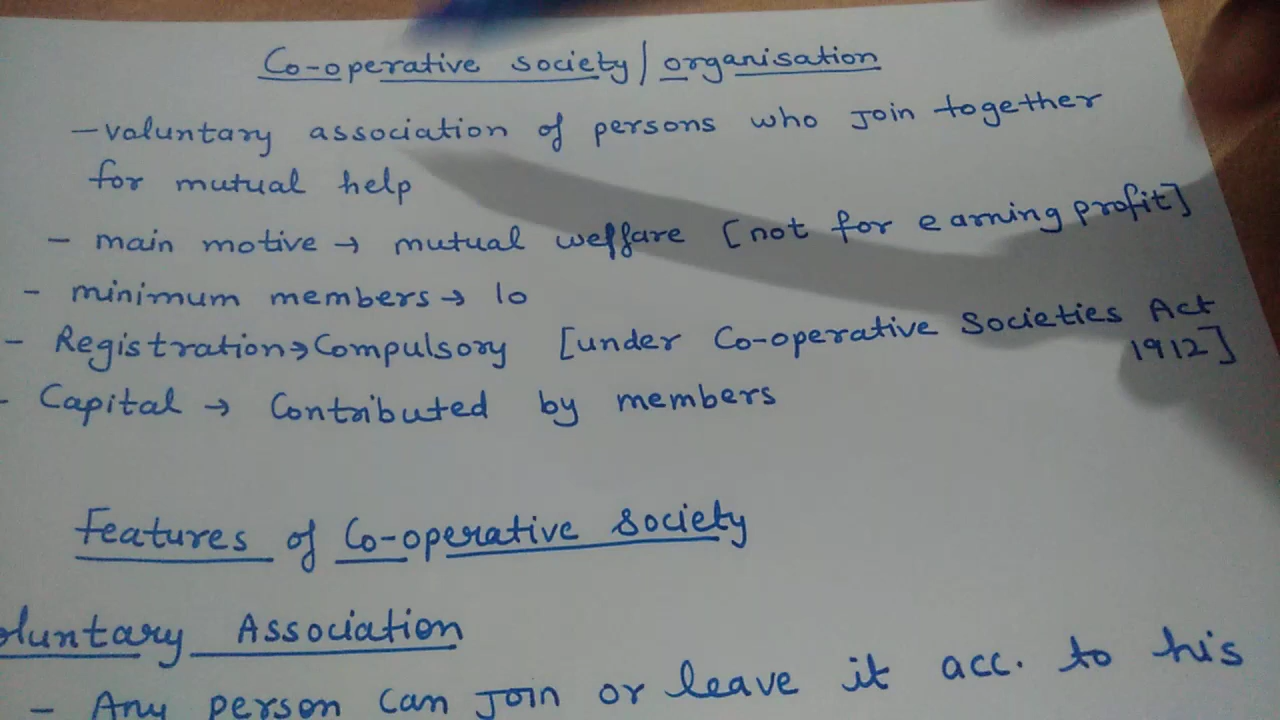 Co-operative society/organisation
- voluntary association of persons who join together
for mutual help
- main motive → mutual welfare [not for earning profit]
- minimum members → 10
- Registration → Compulsory [under Co-operative Societies Act
1912]
- Capital → Contributed by members
Features of Co-operative society
oluntary Association
- Any person can join or leave it acc. to his